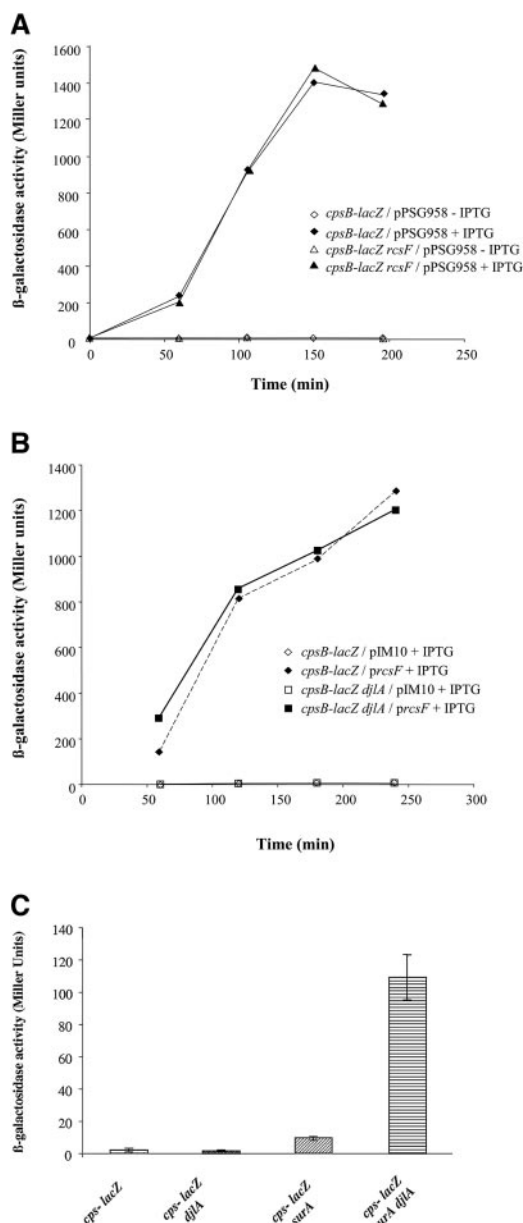 A
ß-galactosidase activity (Miller units)
1600
1400
1200
1000
800
600
400
200
0
cpsB-lacZ / pPSG958 - IPTG
cpsB-lacZ / pPSG958 + IPTG
cpsB-lacZ rcsF / pPSG958 - IPTG
cpsB-lacZ rcsF / pPSG958 + IPTG
0 50 100 150 200 250
Time (min)
B
ß-galactosidase activity (Miller units)
1400
1200
1000
800
600
400
200
0
cpsB-lacZ / pIM10 + IPTG
cpsB-lacZ / prcsF + IPTG
cpsB-lacZ djlA / pIM10 + IPTG
cpsB-lacZ djlA / prcsF + IPTG
0 50 100 150 200 250 300
Time (min)
C
ß-galactosidase activity (Miller Units)
140
120
100
80
60
40
20
0
cps- lacZ
cps- lacZ
djlA
cps- lacZ
surA
cps- lacZ
urA djlA